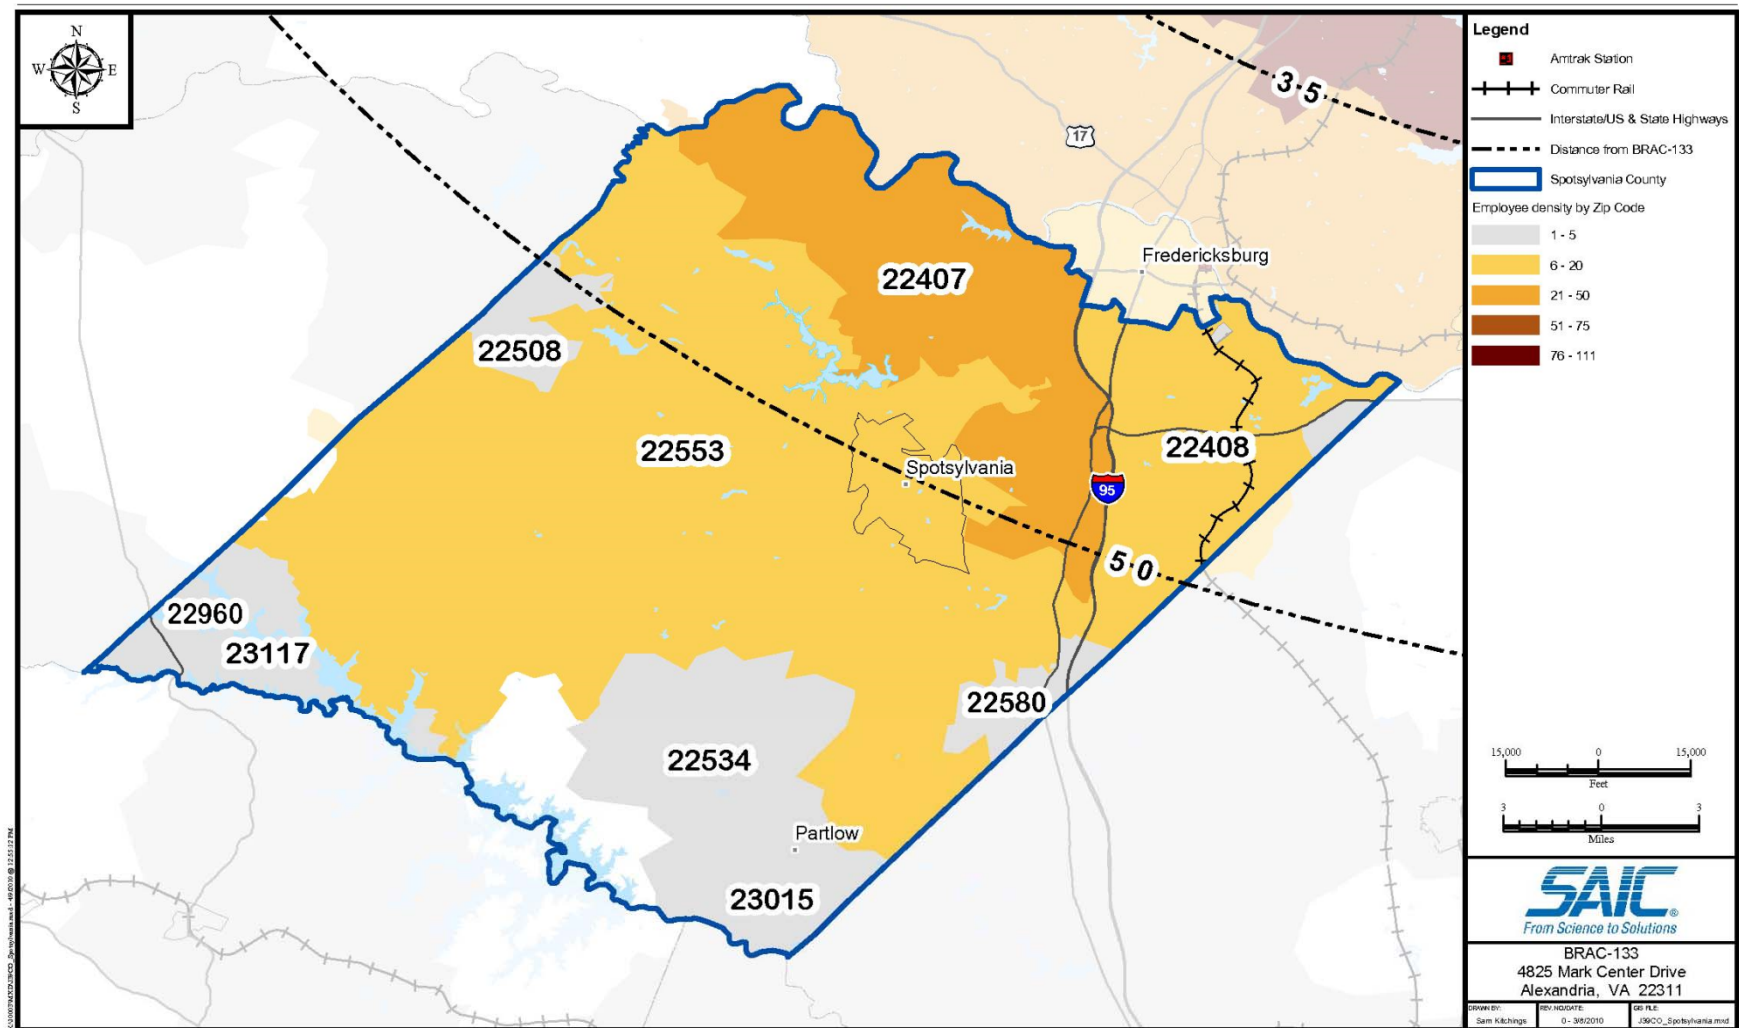 N
W E
S
35
17
Fredericksburg
22407
22508
22553
22408
Spotsylvania
95
50
22960
23117
22580
22534
Partlow
23015
Legend
Amtrak Station
Commuter Rail
Interstate/US & State Highways
Distance from BRAC-133
Spotsylvania County
Employee density by Zip Code
1 - 5
6 - 20
21 - 50
51 - 75
76 - 111
15,000 0 15,000
Feet
3 0 3
Miles
SAIC®
From Science to Solutions
BRAC-133
4825 Mark Center Drive
Alexandria, VA 22311
DRAWN BY: REV. NO/DATE: GIS FILE:
Sam Kitchings 0 - 3/8/2010 J39CO_Spotsylvania.mxd